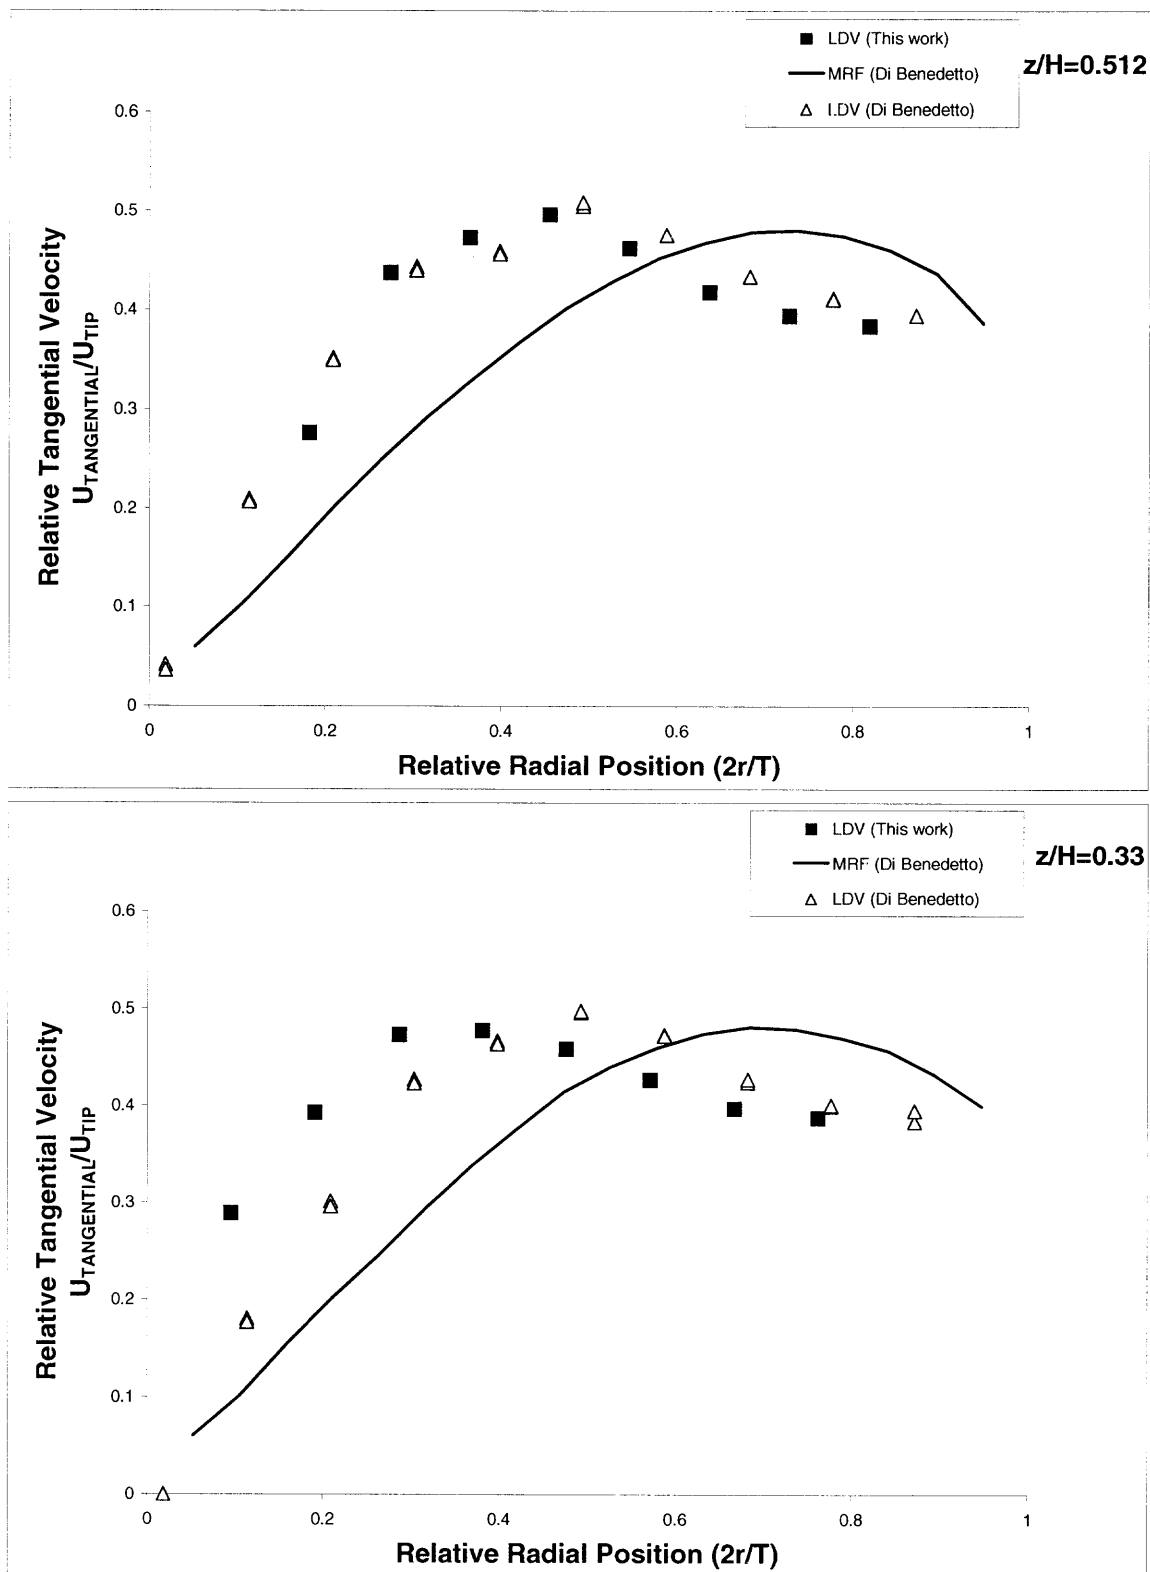 LDV (This work)
MRF (Di Benedetto)
LDV (Di Benedetto)
z/H=0.512
0.6
0.5
0.4
0.3
0.2
0.1
0
Relative Tangential Velocity
UTANGENTIAL/UTIP
0
0.2
0.4
0.6
0.8
1
Relative Radial Position (2r/T)
LDV (This work)
MRF (Di Benedetto)
LDV (Di Benedetto)
z/H=0.33
0.6
0.5
0.4
0.3
0.2
0.1
0
Relative Tangential Velocity
UTANGENTIAL/UTIP
0
0.2
0.4
0.6
0.8
1
Relative Radial Position (2r/T)